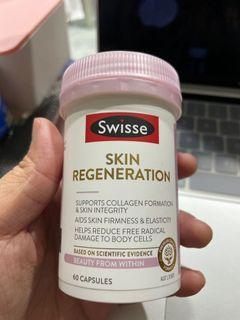 Swisse
SKIN
REGENERATION
SUPPORTS COLLAGEN FORMATION
& SKIN INTEGRITY
AIDS SKIN FIRMNESS & ELASTICITY
HELPS REDUCE FREE RADICAL
DAMAGE TO BODY CELLS
BASED ON SCIENTIFIC EVIDENCE
BEAUTY FROM WITHIN
60 CAPSULES